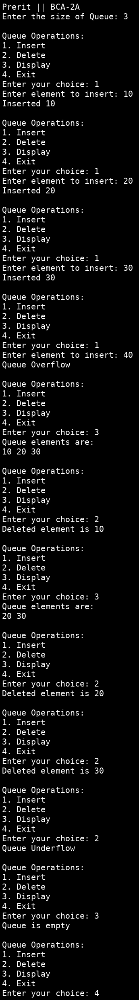 Prerit || BCA-2A
Enter the size of Queue: 3

Queue Operations:
1. Insert
2. Delete
3. Display
4. Exit
Enter your choice: 1
Enter element to insert: 10
Inserted 10

Queue Operations:
1. Insert
2. Delete
3. Display
4. Exit
Enter your choice: 1
Enter element to insert: 20
Inserted 20

Queue Operations:
1. Insert
2. Delete
3. Display
4. Exit
Enter your choice: 1
Enter element to insert: 30
Inserted 30

Queue Operations:
1. Insert
2. Delete
3. Display
4. Exit
Enter your choice: 1
Enter element to insert: 40
Queue Overflow

Queue Operations:
1. Insert
2. Delete
3. Display
4. Exit
Enter your choice: 3
Queue elements are:
10 20 30

Queue Operations:
1. Insert
2. Delete
3. Display
4. Exit
Enter your choice: 2
Deleted element is 10

Queue Operations:
1. Insert
2. Delete
3. Display
4. Exit
Enter your choice: 3
Queue elements are:
20 30

Queue Operations:
1. Insert
2. Delete
3. Display
4. Exit
Enter your choice: 2
Deleted element is 20

Queue Operations:
1. Insert
2. Delete
3. Display
4. Exit
Enter your choice: 2
Deleted element is 30

Queue Operations:
1. Insert
2. Delete
3. Display
4. Exit
Enter your choice: 2
Queue Underflow

Queue Operations:
1. Insert
2. Delete
3. Display
4. Exit
Enter your choice: 3
Queue is empty

Queue Operations:
1. Insert
2. Delete
3. Display
4. Exit
Enter your choice: 4